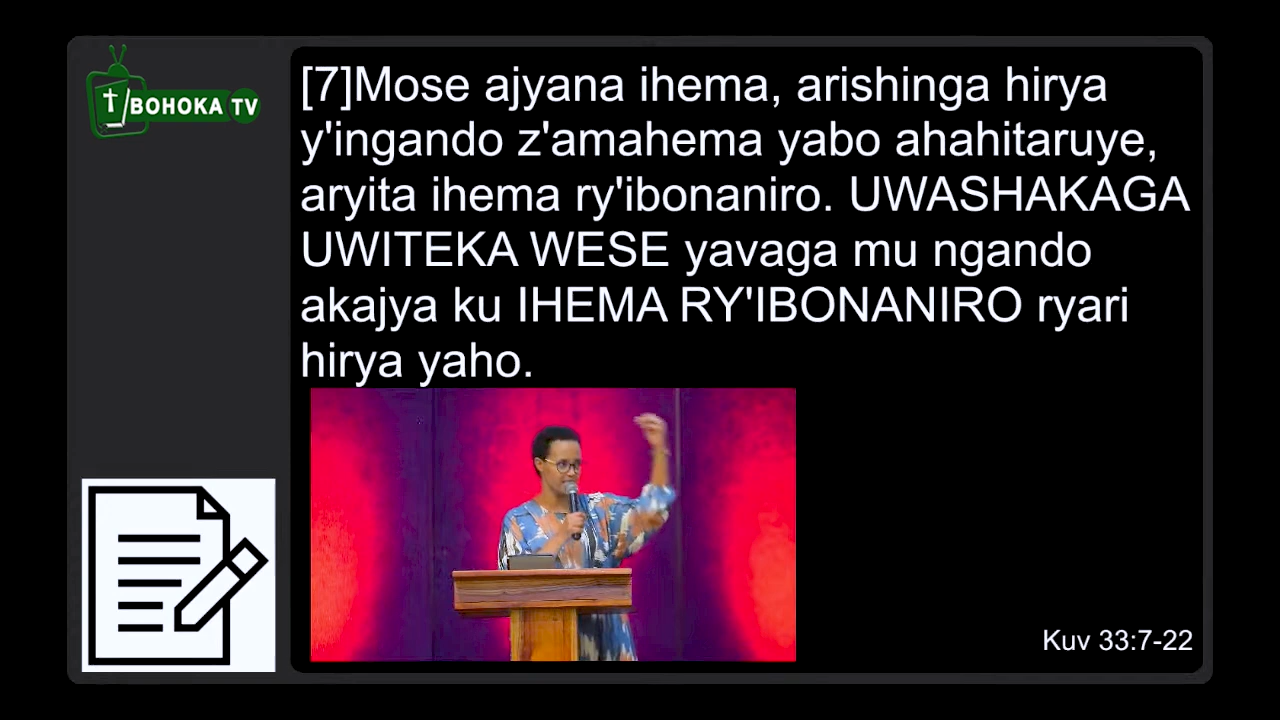 BOHOKA TV
[7]Mose ajyana ihema, arishinga hirya
y'ingando z'amahema yabo ahahitaruye,
aryita ihema ry'ibonaniro. UWASHAKAGA
UWITEKA WESE yavaga mu ngando
akajya ku IHEMA RY'IBONANIRO ryari
hirya yaho.
Kuv 33:7-22